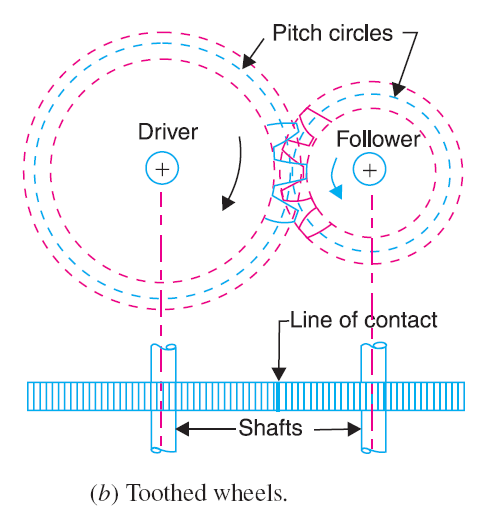 Pitch circles
Driver
Follower
+
+
Line of contact
Shafts
(b) Toothed wheels.